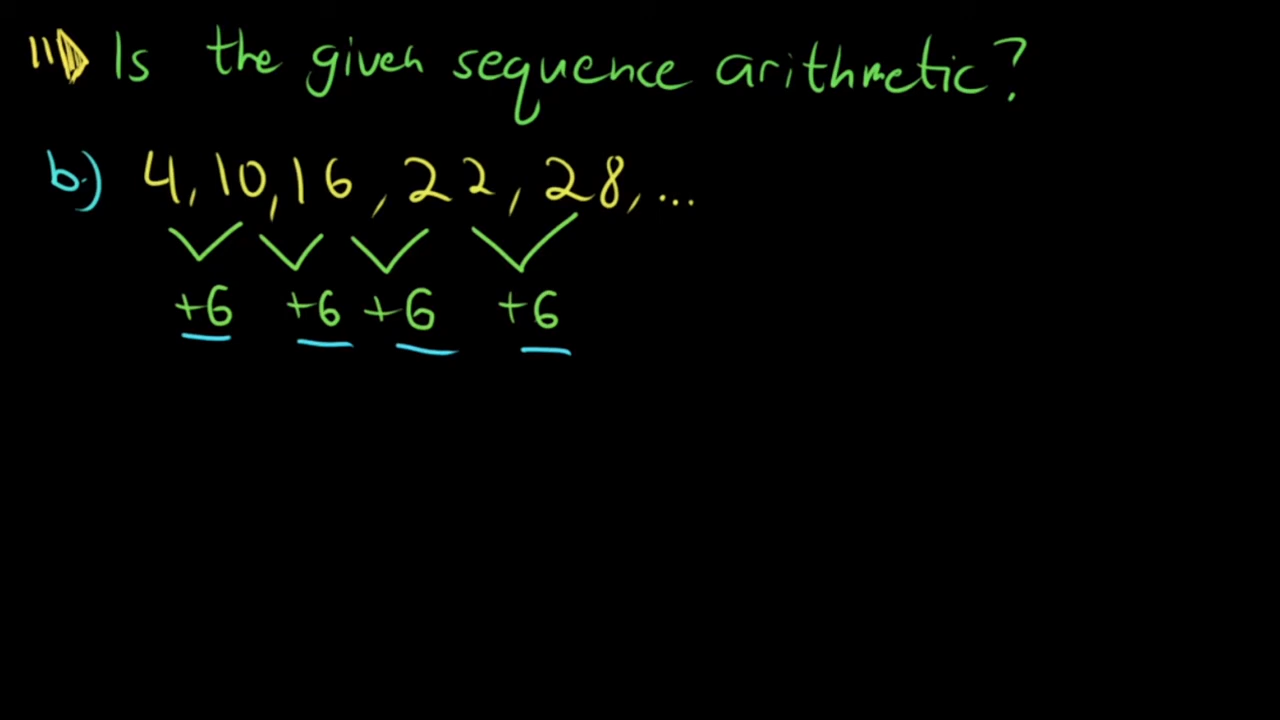 11) Is the given sequence arithmetic?
b.) 4, 10, 16, 22, 28, ...
+6 +6 +6 +6